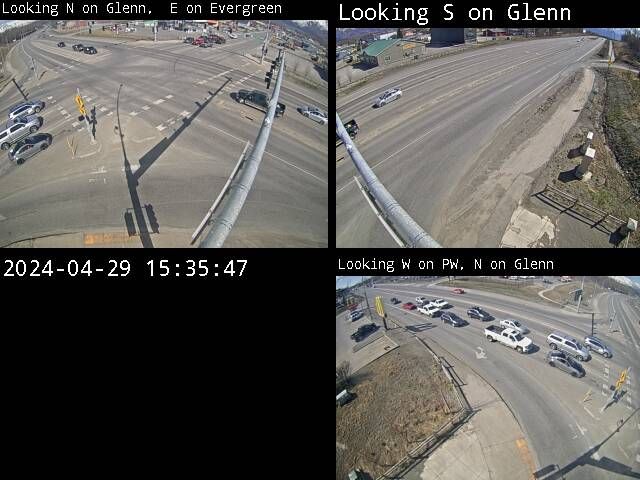 Looking N on Glenn,  E on Evergreen
Looking S on Glenn
2024-04-29 15:35:47
Looking W on PW, N on Glenn